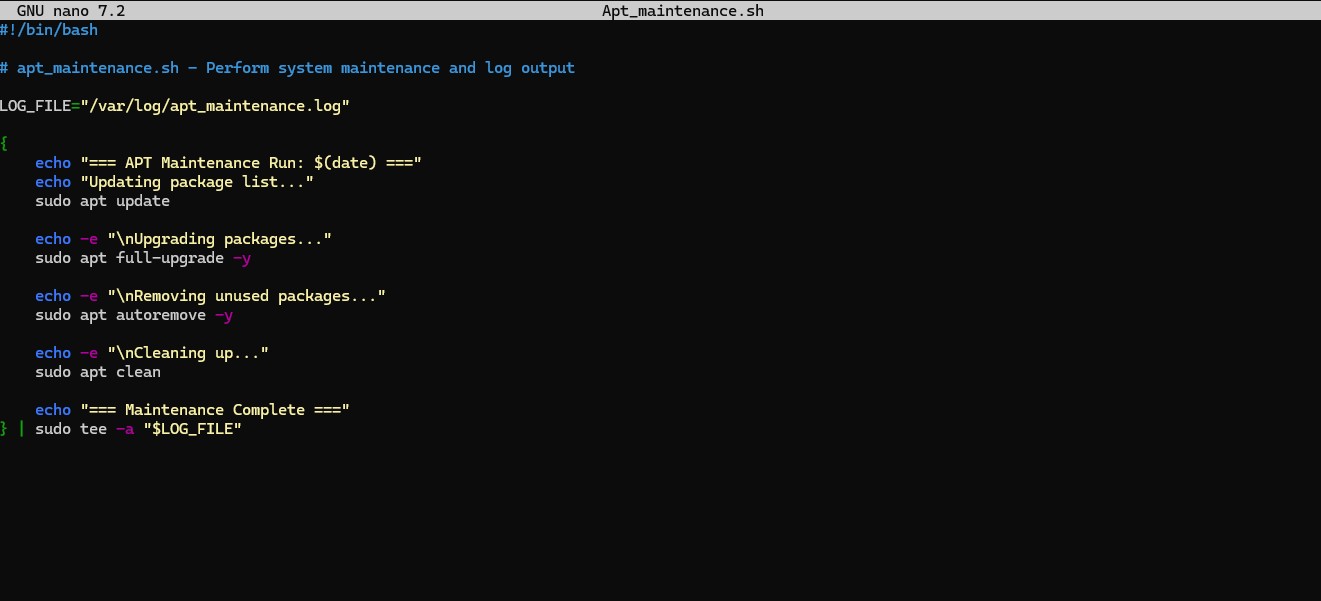 GNU nano 7.2 Apt_maintenance.sh
#!/bin/bash
# apt_maintenance.sh - Perform system maintenance and log output
LOG_FILE="/var/log/apt_maintenance.log"
{
    echo "=== APT Maintenance Run: $(date) ==="
    echo "Updating package list..."
    sudo apt update
    echo -e "\nUpgrading packages..."
    sudo apt full-upgrade -y
    echo -e "\nRemoving unused packages..."
    sudo apt autoremove -y
    echo -e "\nCleaning up..."
    sudo apt clean
    echo "=== Maintenance Complete ==="
} | sudo tee -a "$LOG_FILE"